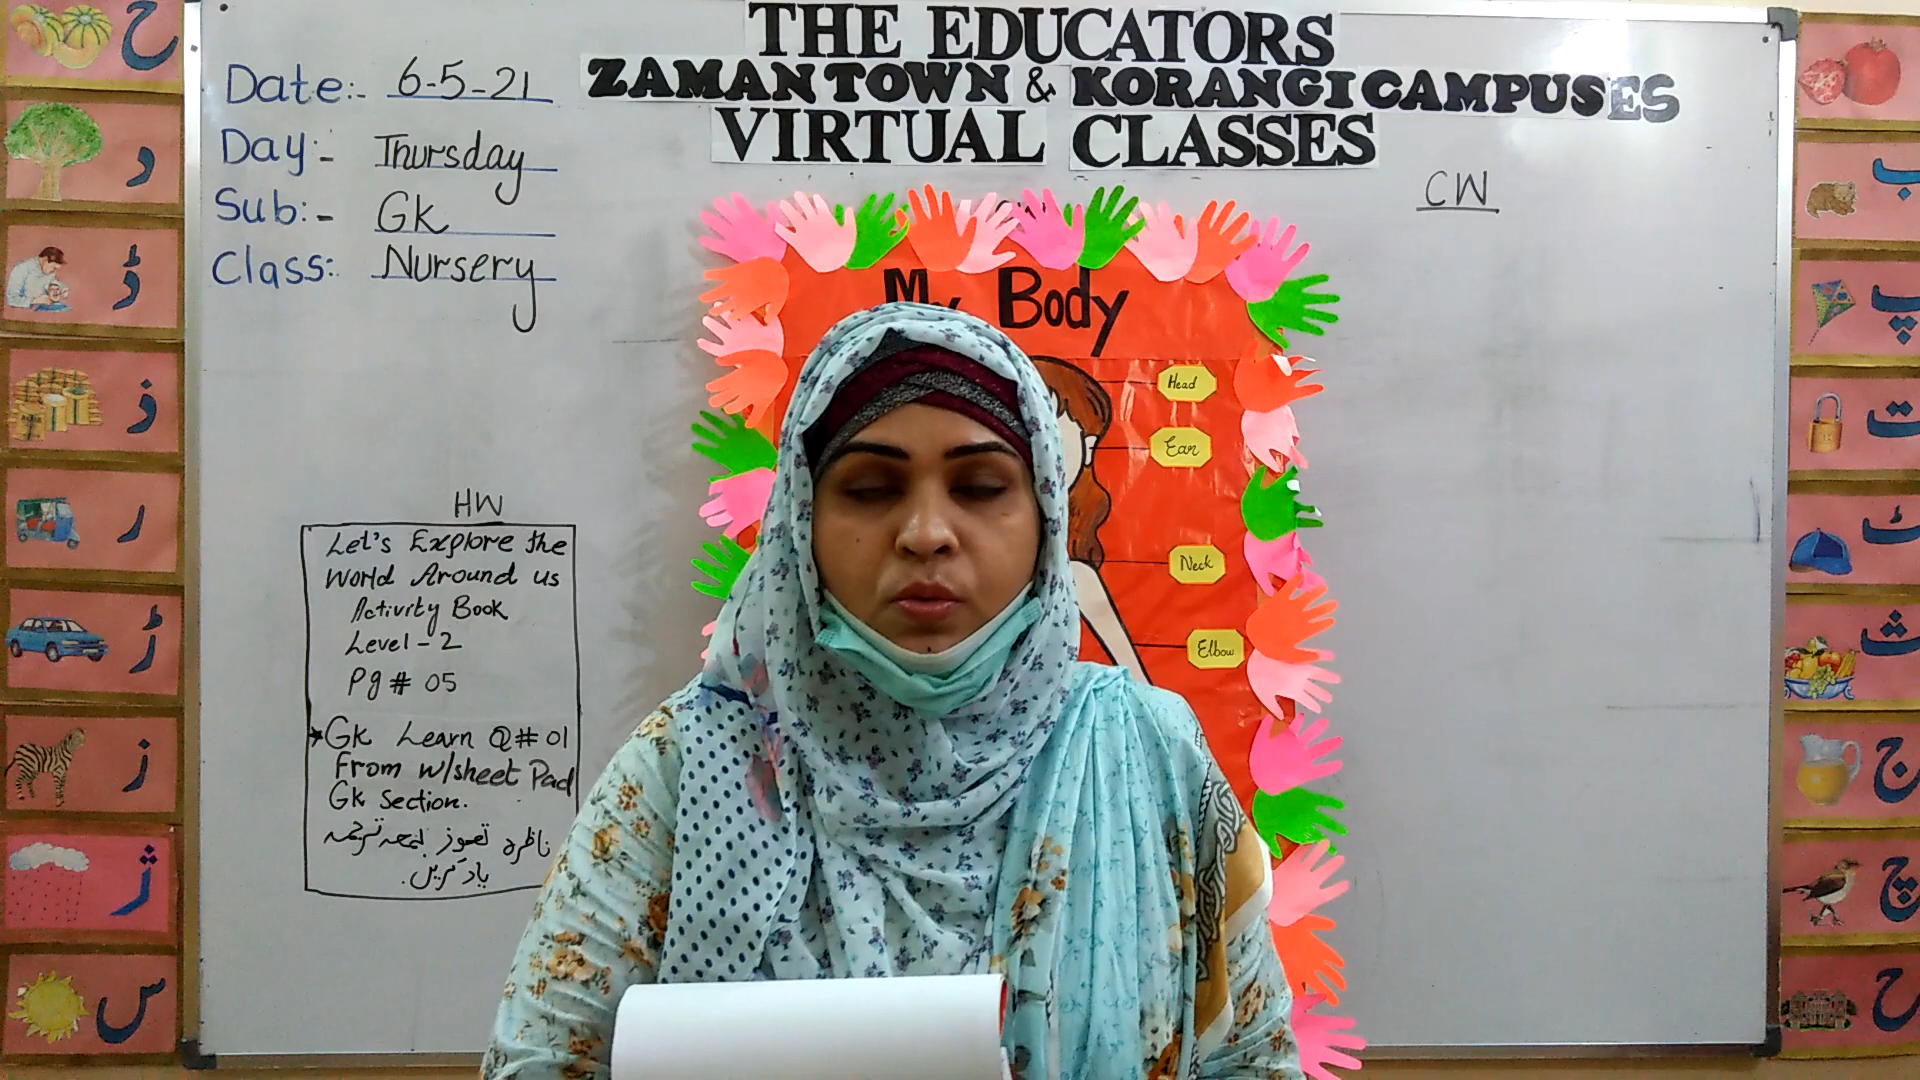 THE EDUCATORS
ZAMAN TOWN & KORANGI CAMPUSES
VIRTUAL CLASSES
Date:- 6-5-21
Day:- Thursday
Sub:- Gk
Class:- Nursery
CW
My Body
Head
Ear
Neck
Elbow
HW
Let's Explore the
World Around us
Activity Book
Level-2
Pg # 05
Gk Learn Q#01
From w/sheet Pad
Gk Section.
ناظرہ تعوز بمعہ ترجمہ
یاد کریں.
ح
د
ڈ
ذ
ر
ڑ
ز
ژ
س
ب
پ
ت
ٹ
ث
ج
چ
ح